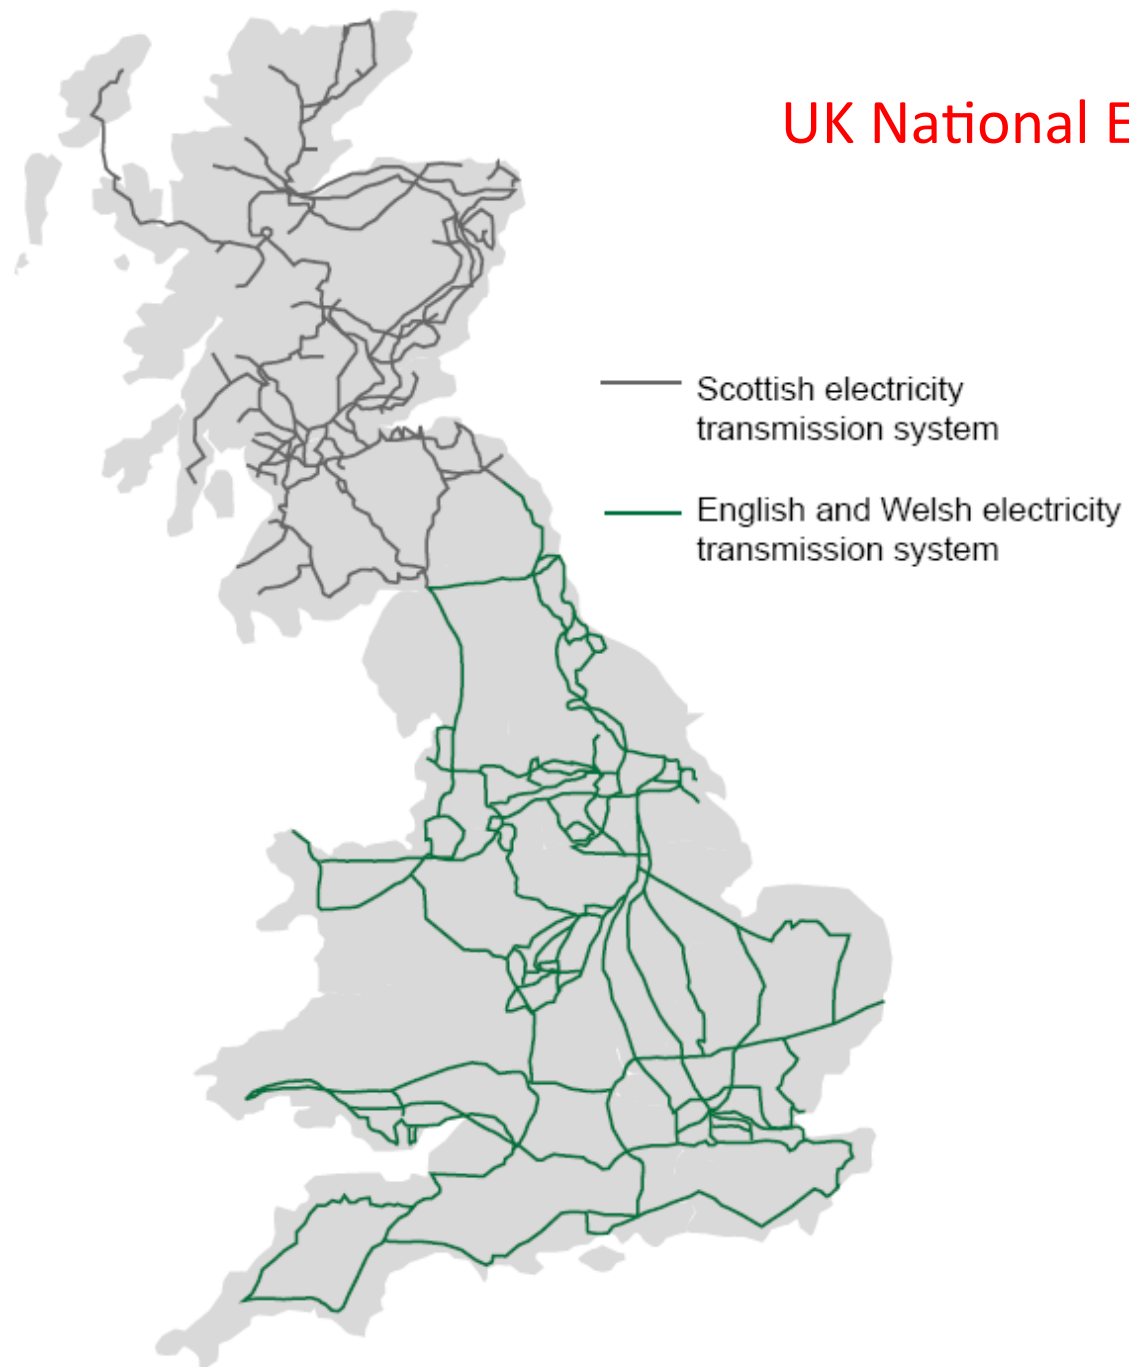 UK National E
Scottish electricity
transmission system
English and Welsh electricity
transmission system